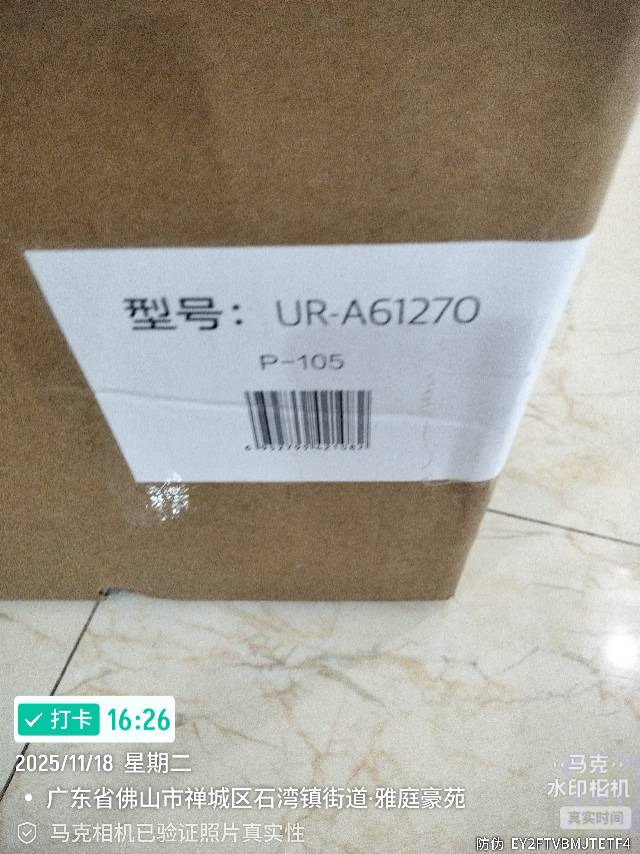 型号：UR-A61270
P-105
打卡 16:26
2025/11/18 星期二
广东省佛山市禅城区石湾镇街道·雅庭豪苑
马克相机已验证照片真实性
马克
水印相机
真实时间
防伪 EY2FTVBMJTETF4